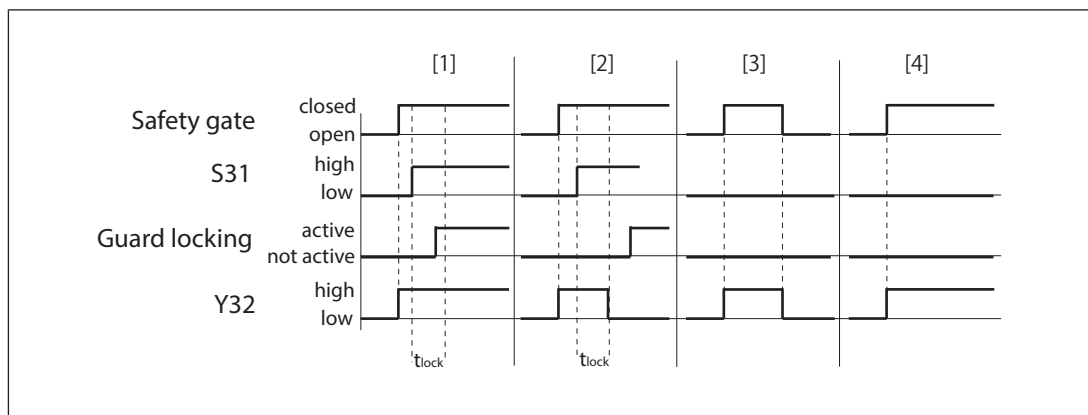 [1] [2] [3] [4]
Safety gate
closed
open
S31
high
low
Guard locking
active
not active
Y32
high
low
tlock tlock